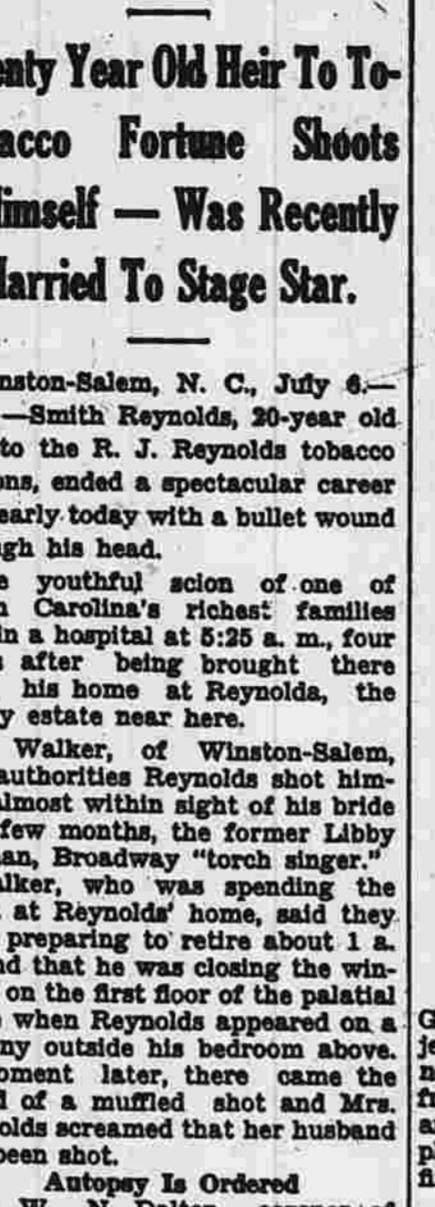 enty Year Old Heir To To-
acco Fortune Shoots
imself — Was Recently
arried To Stage Star.
nston-Salem, N. C., July 6.—
—Smith Reynolds, 20-year old
to the R. J. Reynolds tobacco
ons, ended a spectacular career
early today with a bullet wound
ugh his head.
e youthful scion of one of
h Carolina's richest families
in a hospital at 5:25 a. m., four
s after being brought there
his home at Reynolda, the
y estate near here.
Walker, of Winston-Salem,
authorities Reynolds shot him-
almost within sight of his bride
few months, the former Libby
an, Broadway "torch singer."
alker, who was spending the
at Reynolds' home, said they
preparing to retire about 1 a.
nd that he was closing the win-
on the first floor of the palatial
when Reynolds appeared on a
ny outside his bedroom above.
oment later, there came the
d of a muffled shot and Mrs.
olds screamed that her husband
been shot.
Autopsy Is Ordered
W. N. Dalton, coroner of